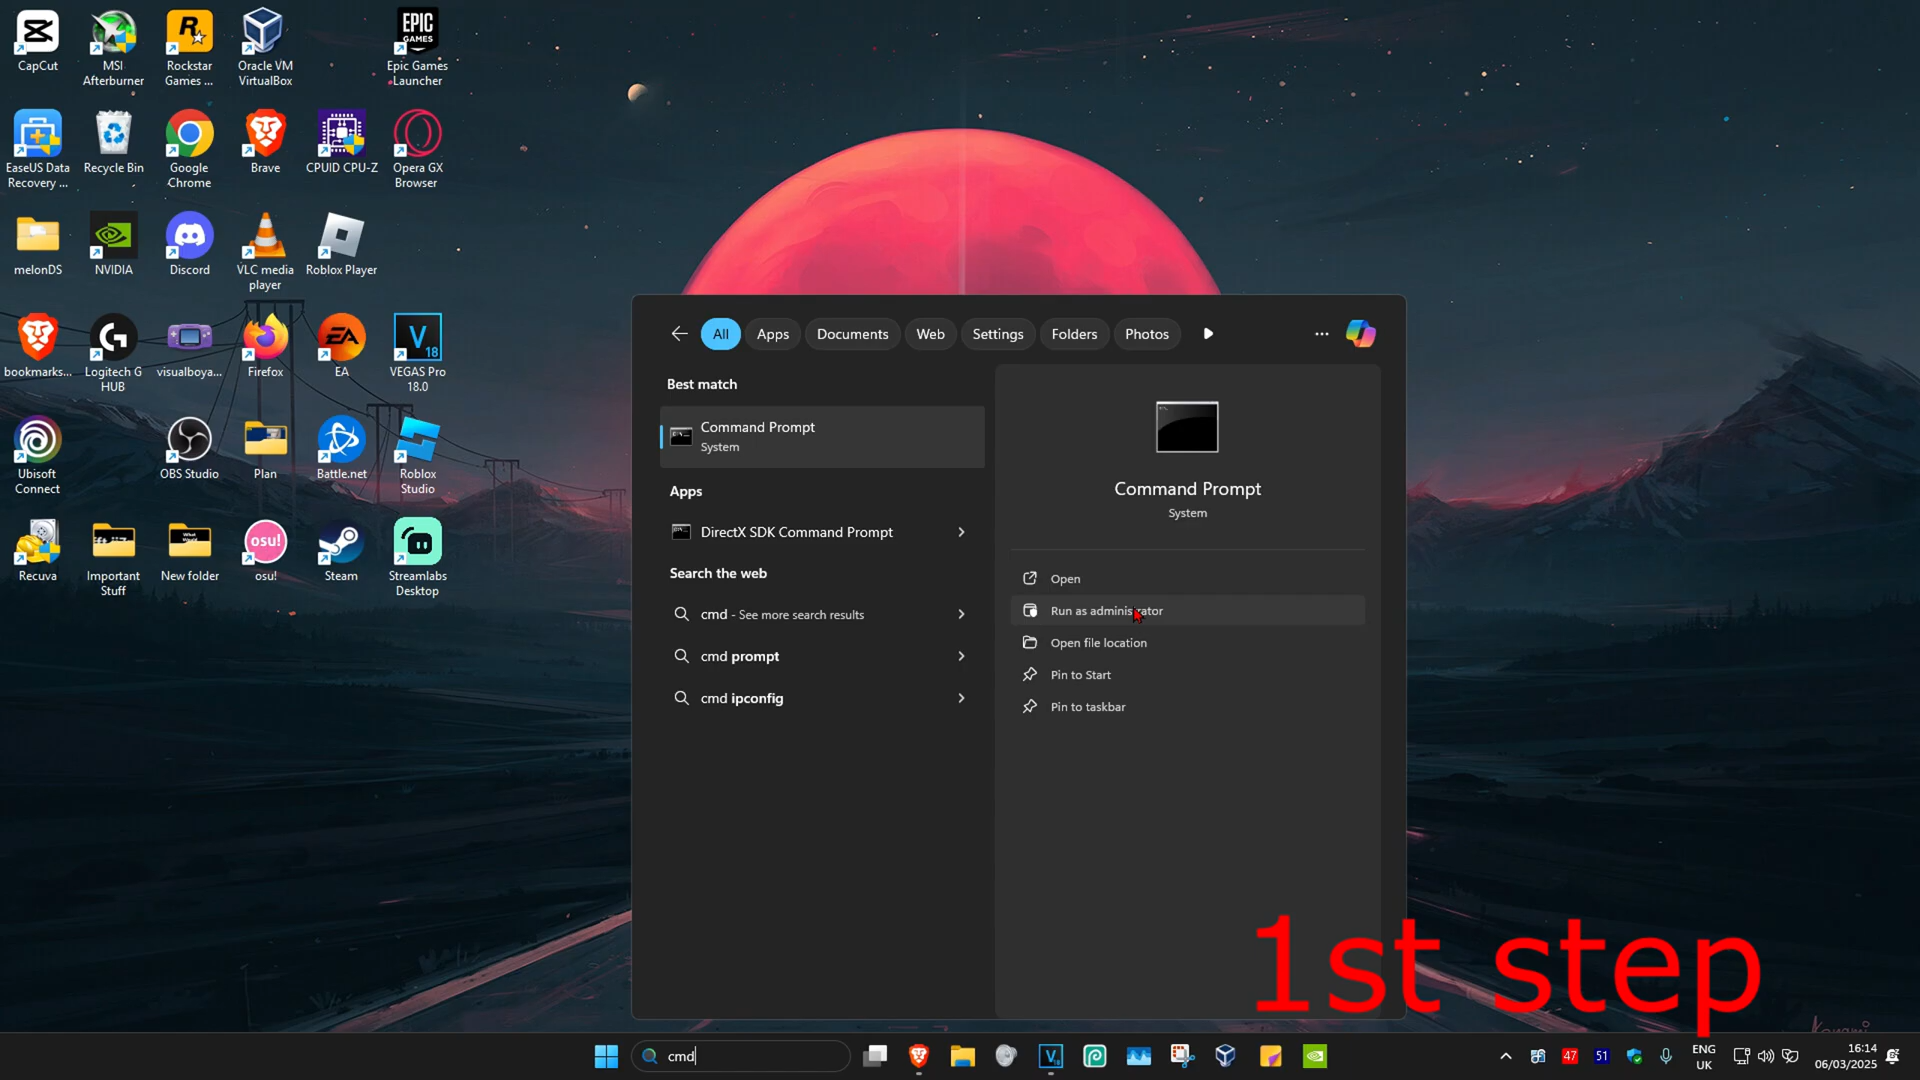 CapCut
MSI
Afterburner
Rockstar
Games ...
Oracle VM
VirtualBox
EPIC
GAMES
Epic Games
Launcher
EaseUS Data
Recovery ...
Recycle Bin
Google
Chrome
Brave
CPUID CPU-Z
Opera GX
Browser
melonDS
NVIDIA
Discord
VLC media
player
Roblox Player
bookmarks...
Logitech G
HUB
visualboya...
Firefox
EA
EA
V
18
VEGAS Pro
18.0
Ubisoft
Connect
OBS Studio
Plan
Battle.net
Roblox
Studio
Recuva
Important
Stuff
New folder
osu!
osu!
Steam
Streamlabs
Desktop
All
Apps
Documents
Web
Settings
Folders
Photos
Best match
Command Prompt
System
Apps
DirectX SDK Command Prompt
Search the web
cmd - See more search results
cmd prompt
cmd ipconfig
Command Prompt
System
Open
Run as administrator
Open file location
Pin to Start
Pin to taskbar
1st step
cmd
47
51
ENG
UK
16:14
06/03/2025